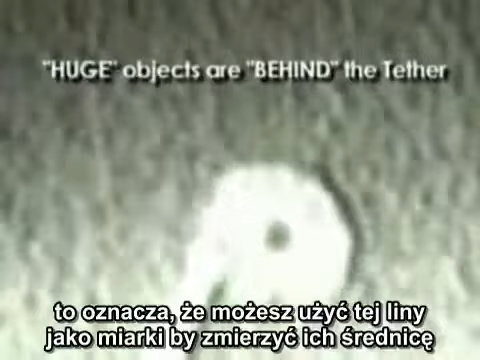 "HUGE" objects are "BEHIND" the Tether
to oznacza, że możesz użyć tej liny
jako miarki by zmierzyć ich średnicę